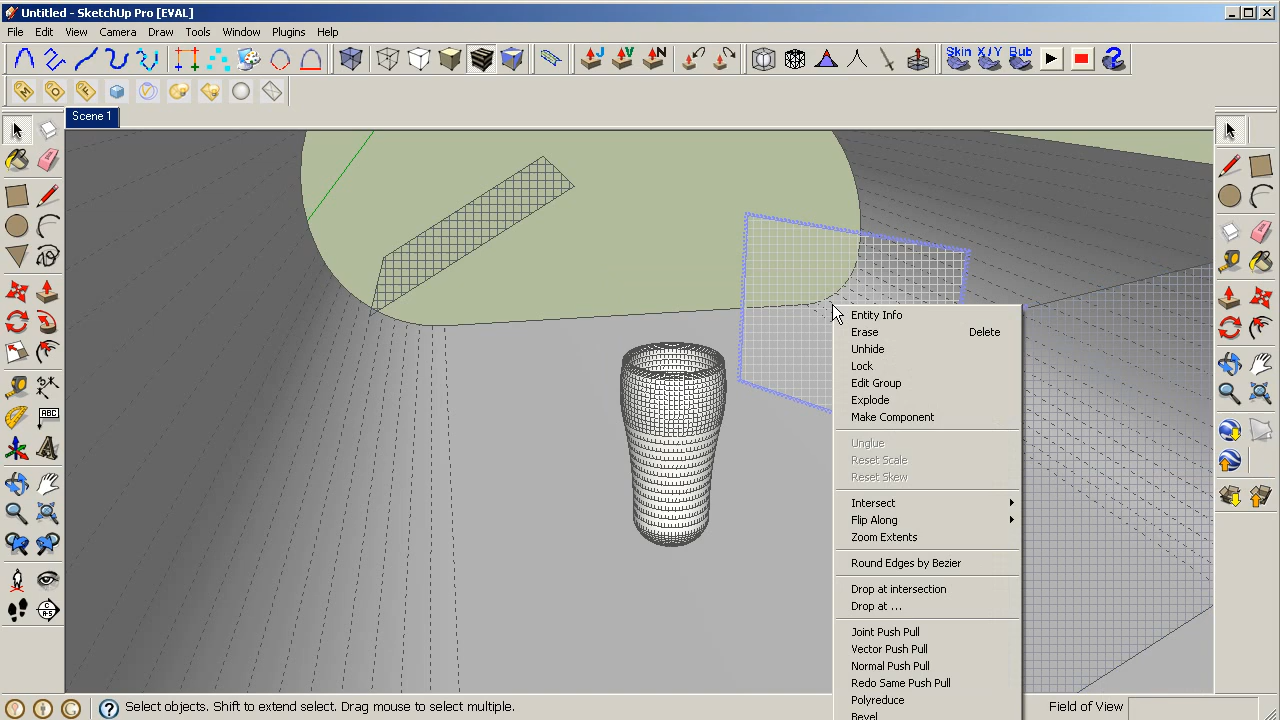 Untitled - SketchUp Pro [EVAL]
File Edit View Camera Draw Tools Window Plugins Help
J V N Skin X/Y Bub ?
Scene 1
Entity Info
Erase Delete
Unhide
Lock
Edit Group
Explode
Make Component
Unglue
Reset Scale
Reset Skew
Intersect
Flip Along
Zoom Extents
Round Edges by Bezier
Drop at intersection
Drop at ...
Joint Push Pull
Vector Push Pull
Normal Push Pull
Redo Same Push Pull
Polyreduce
Bevel
ABC
Select objects. Shift to extend select. Drag mouse to select multiple.
Field of View